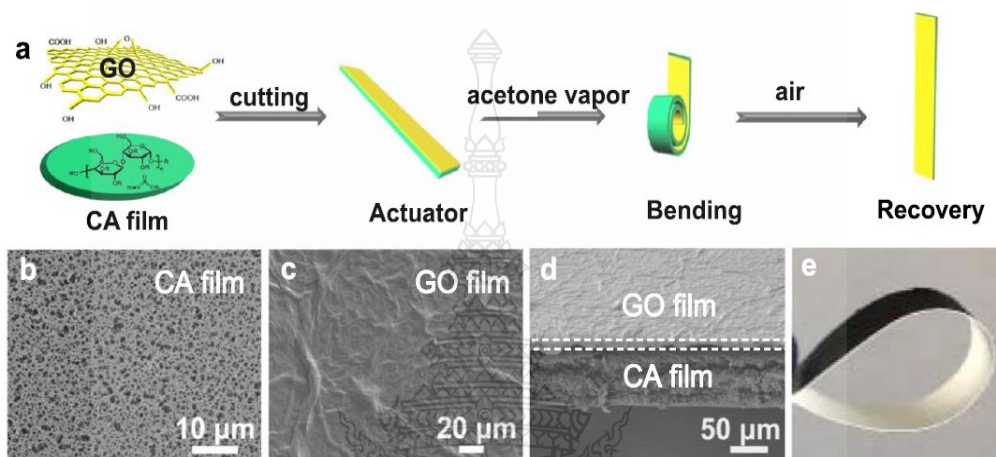 a
COOH
OH
O
OH
GO
OH
COOH
OH
OH
cutting
acetone vapor
air
CA film
Actuator
Bending
Recovery
b
CA film
10 μm
c
GO film
20 μm
d
GO film
CA film
50 μm
e